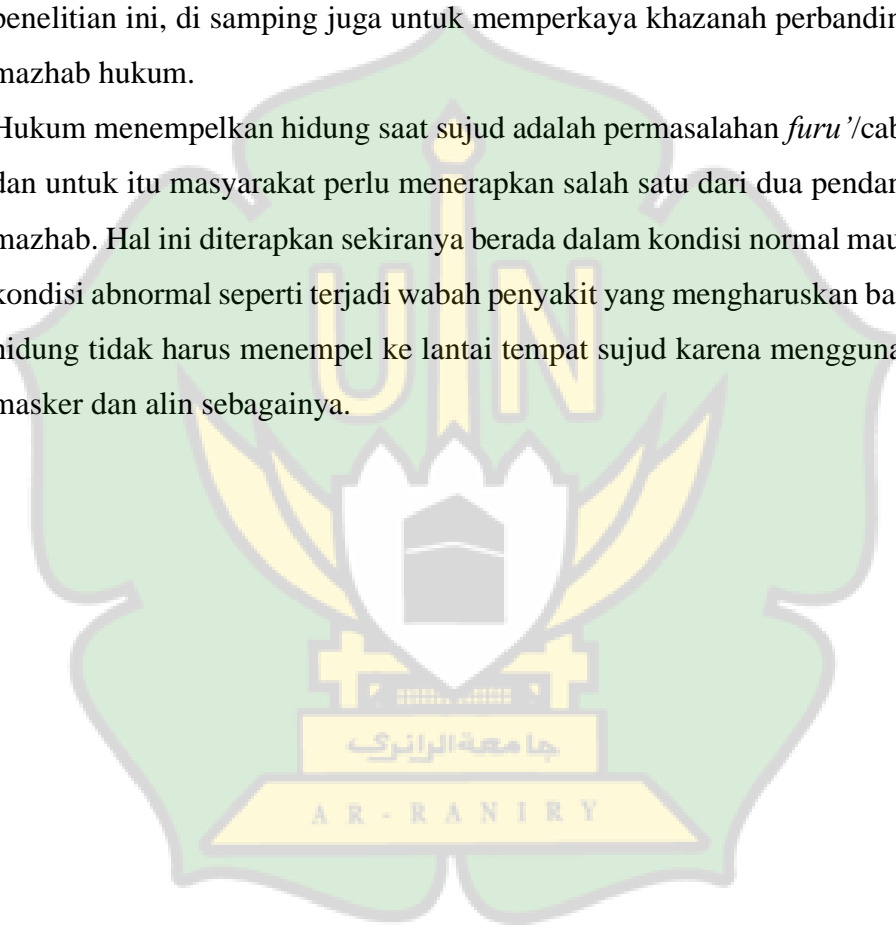 penelitian ini, di samping juga untuk memperkaya khazanah perbandin
mazhab hukum.
Hukum menempelkan hidung saat sujud adalah permasalahan furu’/cab
dan untuk itu masyarakat perlu menerapkan salah satu dari dua pendap
mazhab. Hal ini diterapkan sekiranya berada dalam kondisi normal mau
kondisi abnormal seperti terjadi wabah penyakit yang mengharuskan ba
hidung tidak harus menempel ke lantai tempat sujud karena mengguna
masker dan alin sebagainya.
UIN
جامعة الرانري
AR-RANIRY